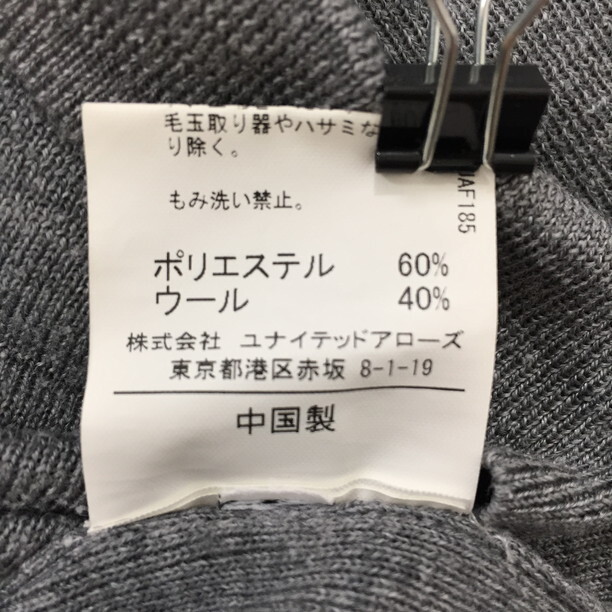 毛玉取り器やハサミな
り除く。
もみ洗い禁止。
ポリエステル 60%
ウール 40%
株式会社 ユナイテッドアローズ
東京都港区赤坂 8-1-19
中国製
AF185